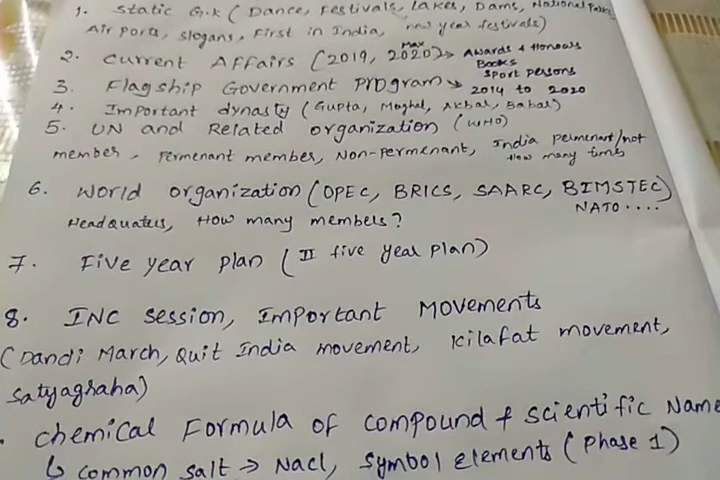 1. Static G.K (Dance, Festivals, Lakes, Dams, National Parks
Air Ports, slogans, First in India, new year festivals)
2. Current Affairs (2019, 2020) Mar → Awards & Honours
Books
Sport persons
3. Flagship Government Program → 2014 to 2020
4. Important dynasty (Gupta, Moghal, Akbar, Babar)
5. UN and Related organization (WHO)
member, Permenant member, Non-Permenant, India Pelmenant/not
How many times
6. World organization (OPEC, BRICS, SAARC, BIMSTEC)
NATO....
Headquaters, How many members?
7. Five year plan (II five year plan)
8. INC session, Important Movements
(Dandi March, Quit India movement, Kilafat movement,
Satyagraha)
. Chemical Formula of compound & scientific Name
↳ common salt → Nacl, Symbol elements (Phase 1)